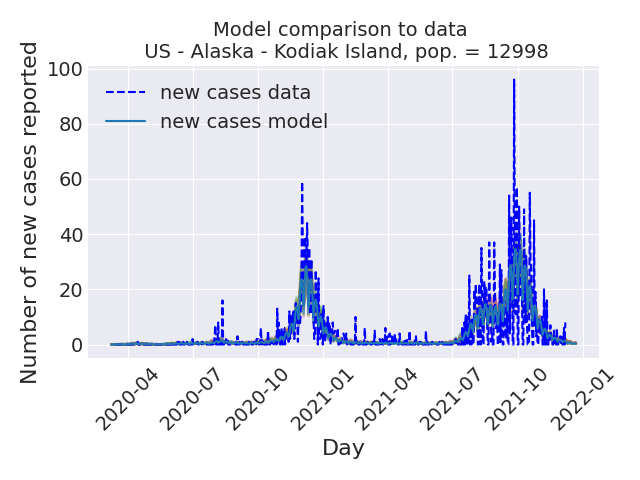 Model comparison to data
US - Alaska - Kodiak Island, pop. = 12998
Number of new cases reported
100
80
60
40
20
0
new cases data
new cases model
2020-04
2020-07
2020-10
2021-01
2021-04
2021-07
2021-10
2022-01
Day